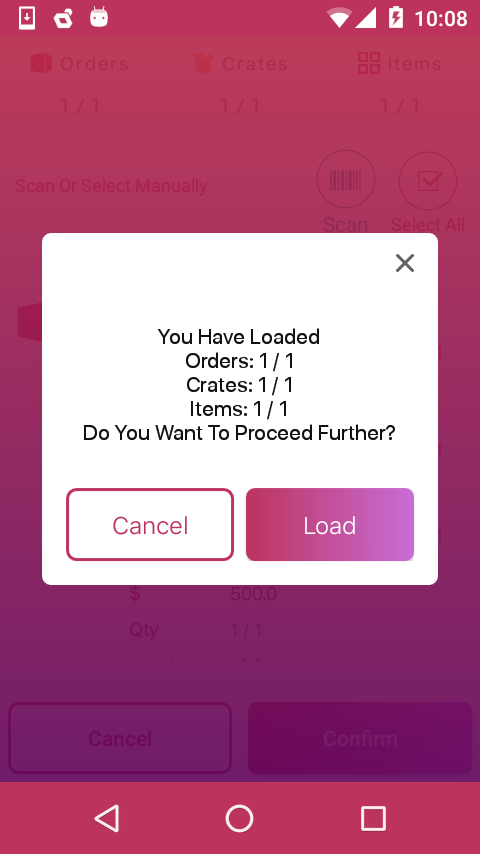 10:08
Orders
Crates
Items
1 / 1
1 / 1
1 / 1
Scan Or Select Manually
Scan
Select All
You Have Loaded
Orders: 1 / 1
Crates: 1 / 1
Items: 1 / 1
Do You Want To Proceed Further?
Cancel
Load
$
500.0
Qty
1 / 1
Cancel
Confirm